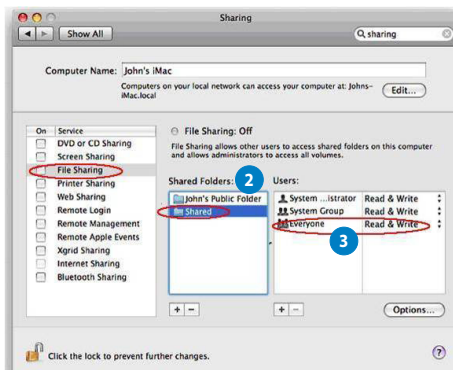 Sharing
Show All
sharing
Computer Name: John's iMac
Computers on your local network can access your computer at: Johns-
iMac.local
Edit...
On Service
DVD or CD Sharing
Screen Sharing
File Sharing
Printer Sharing
Web Sharing
Remote Login
Remote Management
Remote Apple Events
Xgrid Sharing
Internet Sharing
Bluetooth Sharing
File Sharing: Off
File Sharing allows other users to access shared folders on this computer
and allows administrators to access all volumes.
Shared Folders: 2 Users:
John's Public Folder
Shared
System ...istrator Read & Write
System Group Read & Write
Everyone Read & Write
3
+ -
+ -
Options...
Click the lock to prevent further changes.
?